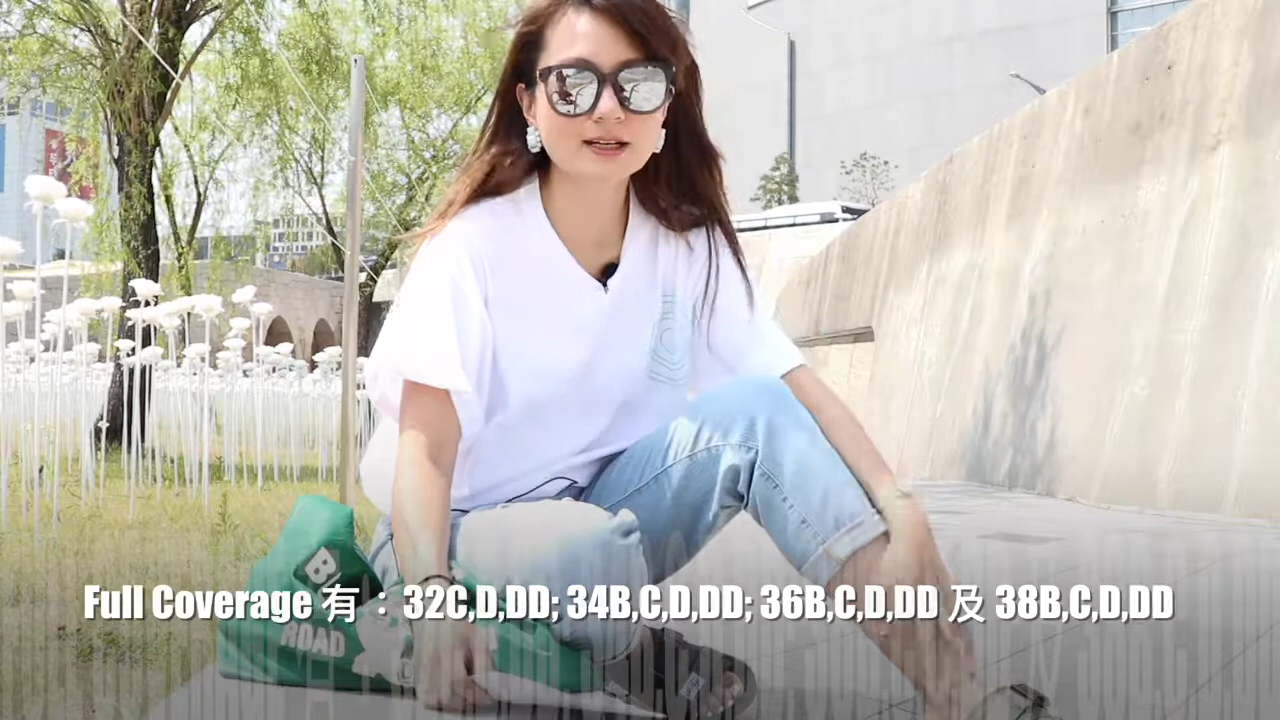 B
ROAD
Full Coverage 有：32C,D,DD; 34B,C,D,DD; 36B,C,D,DD 及 38B,C,D,DD